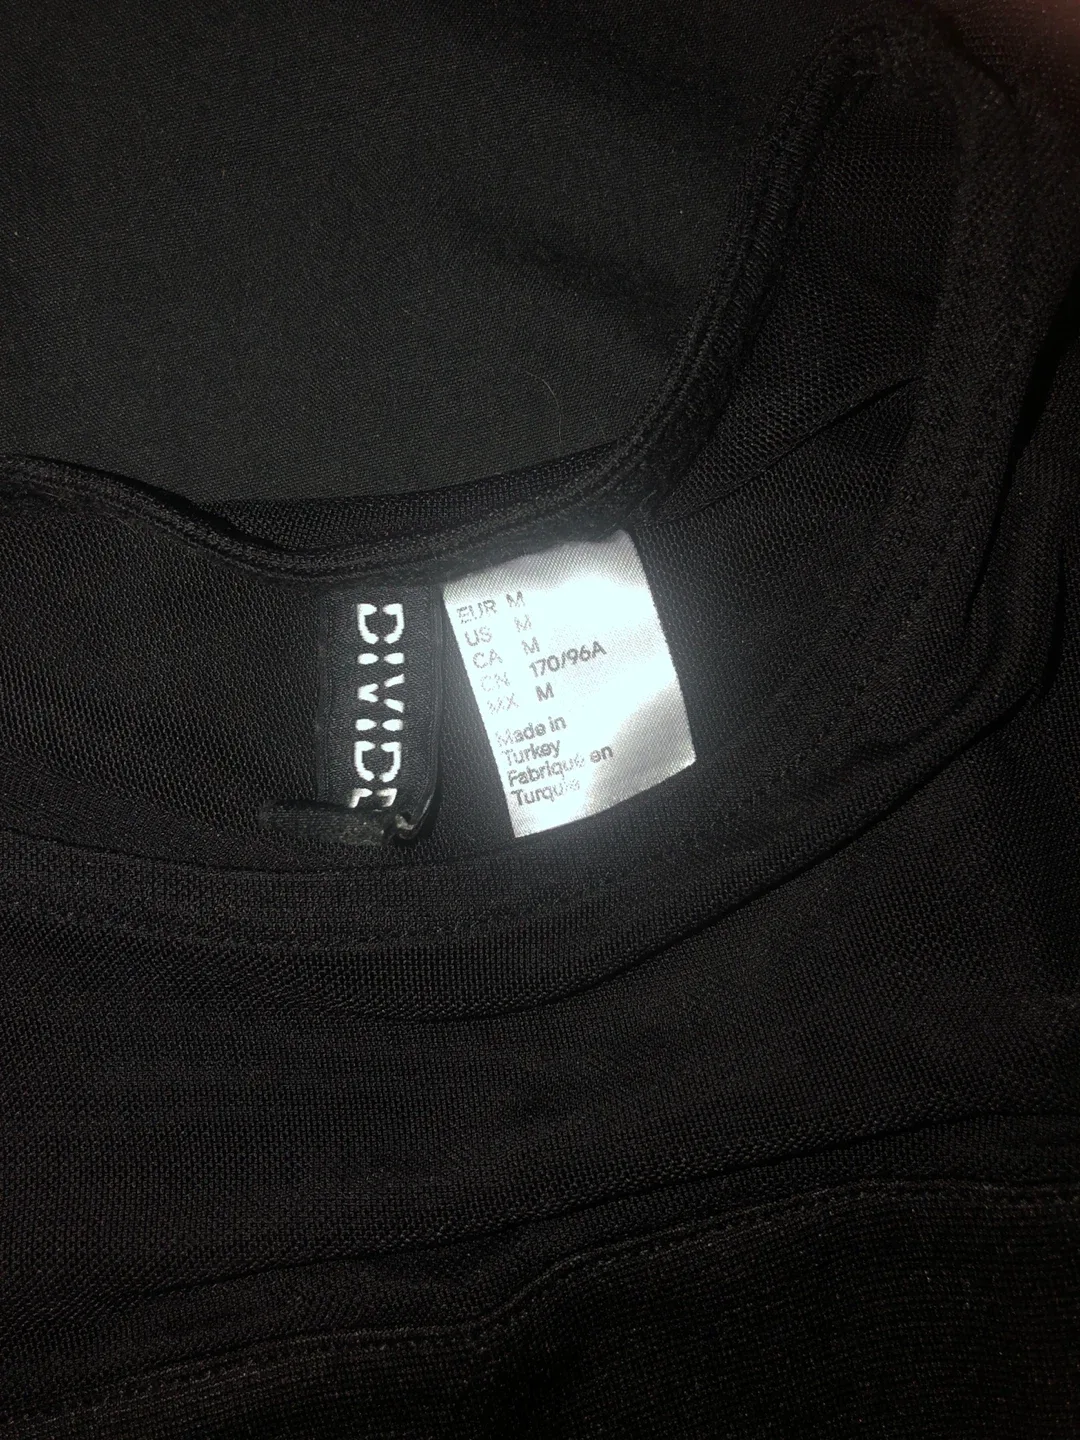 DIVIDE
EUR M
US M
CA M
CN 170/96A
MX M
Made in
Turkey
Fabriqué en
Turquie